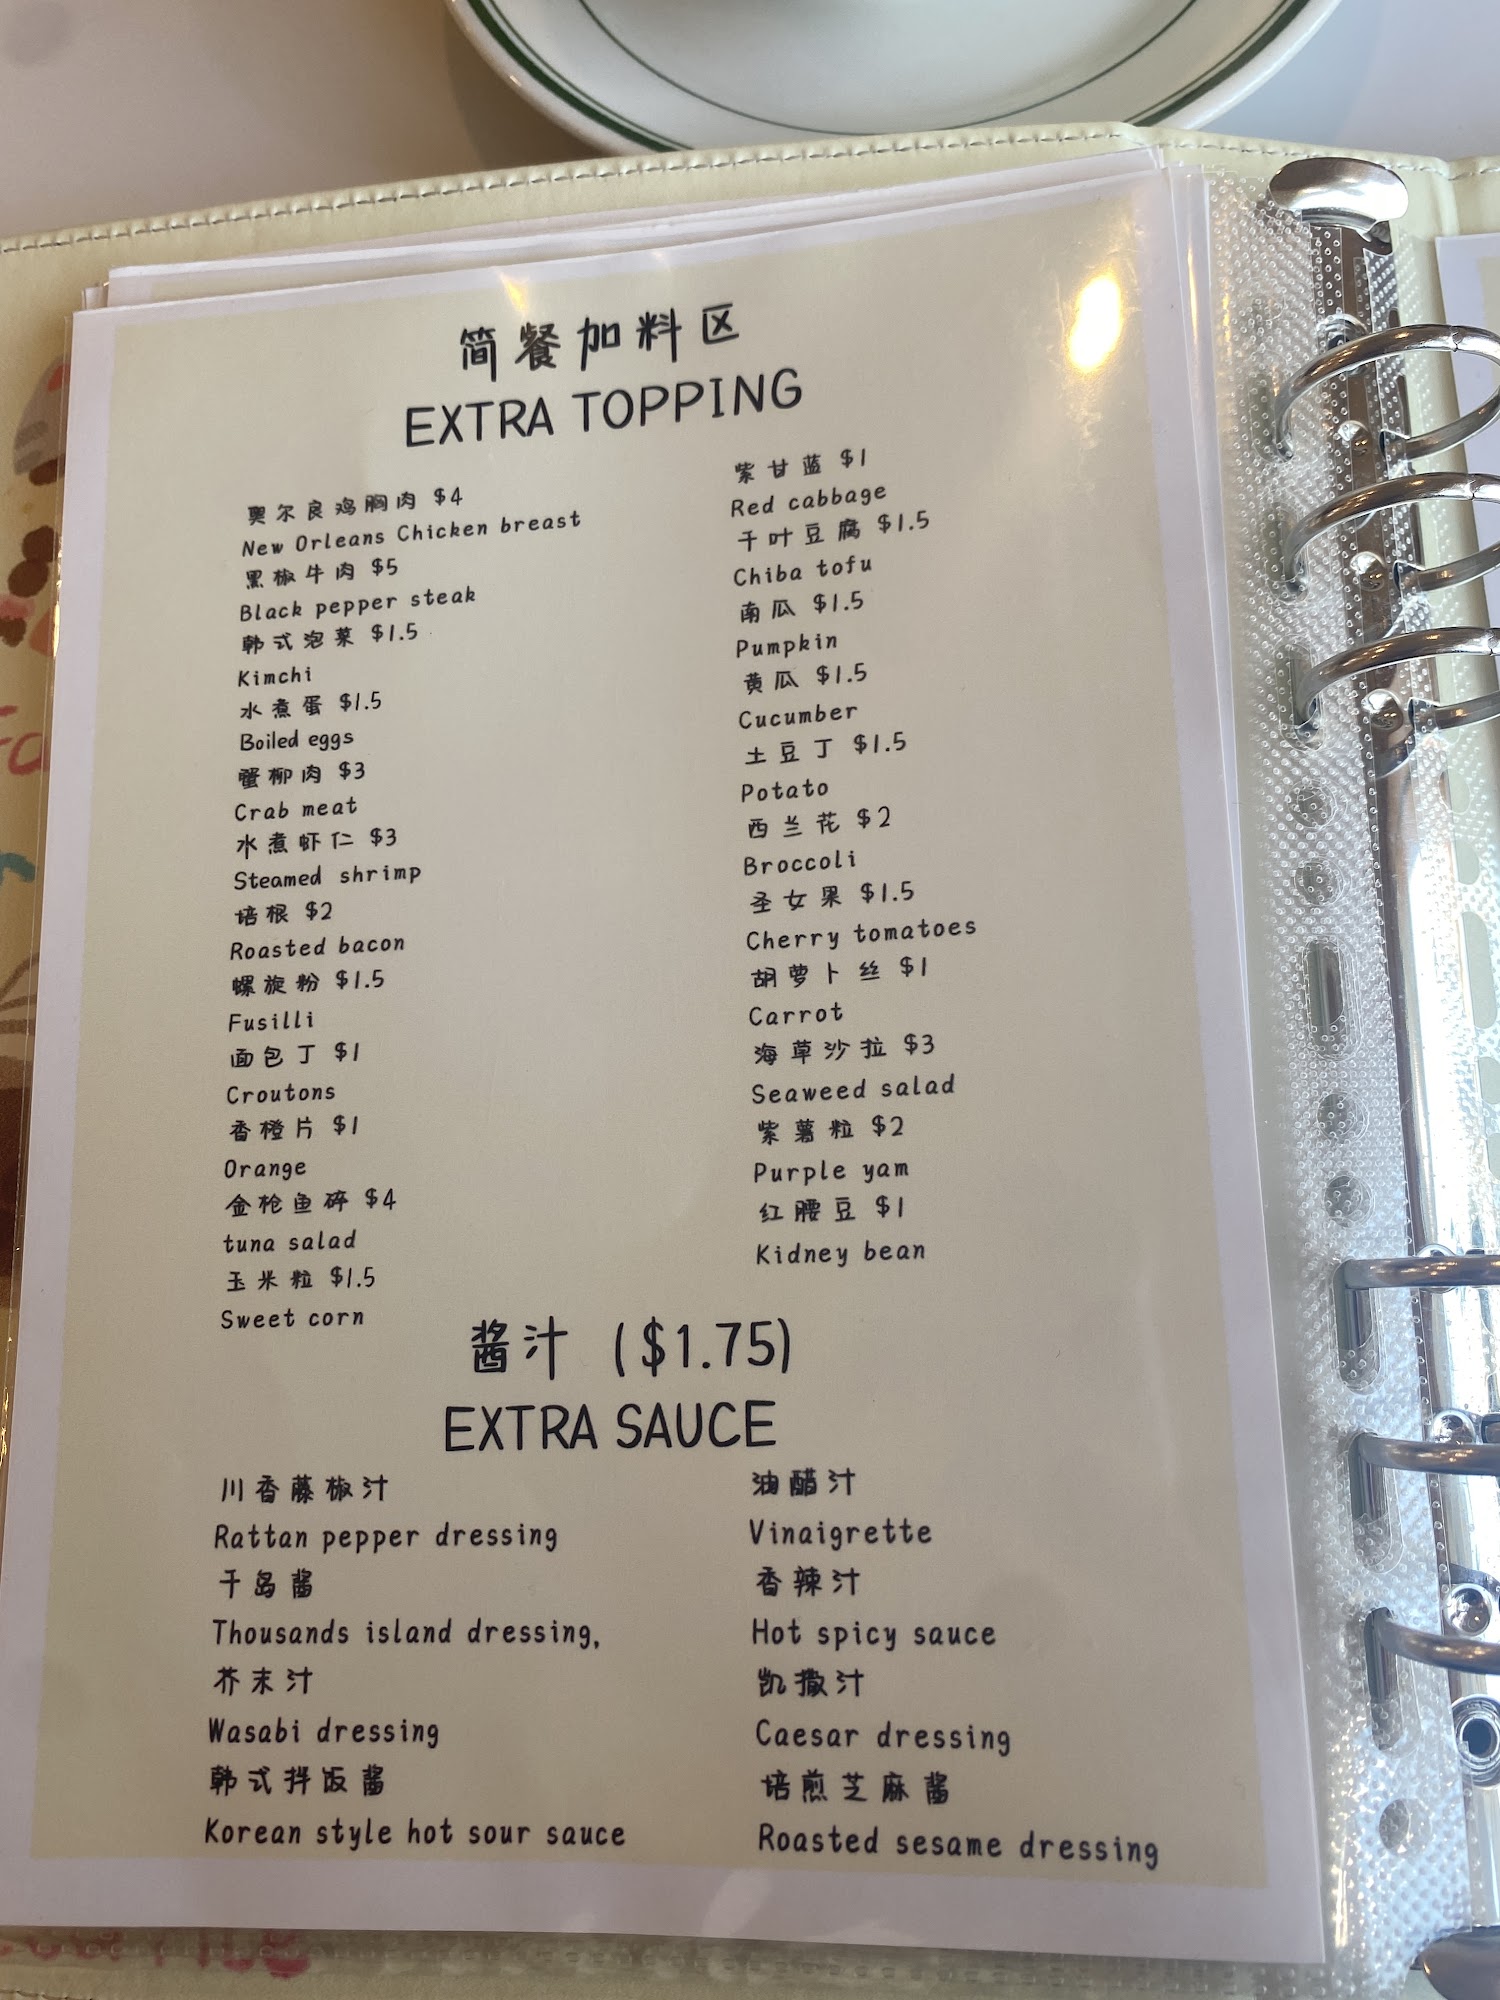 简餐加料区
EXTRA TOPPING
奥尔良鸡胸肉 $4
New Orleans Chicken breast
黑椒牛肉 $5
Black pepper steak
韩式泡菜 $1.5
Kimchi
水煮蛋 $1.5
Boiled eggs
蟹柳肉 $3
Crab meat
水煮虾仁 $3
Steamed shrimp
培根 $2
Roasted bacon
螺旋粉 $1.5
Fusilli
面包丁 $1
Croutons
香橙片 $1
Orange
金枪鱼碎 $4
tuna salad
玉米粒 $1.5
Sweet corn
紫甘蓝 $1
Red cabbage
千叶豆腐 $1.5
Chiba tofu
南瓜 $1.5
Pumpkin
黄瓜 $1.5
Cucumber
土豆丁 $1.5
Potato
西兰花 $2
Broccoli
圣女果 $1.5
Cherry tomatoes
胡萝卜丝 $1
Carrot
海草沙拉 $3
Seaweed salad
紫薯粒 $2
Purple yam
红腰豆 $1
Kidney bean
酱汁 ($1.75)
EXTRA SAUCE
川香藤椒汁
Rattan pepper dressing
千岛酱
Thousands island dressing,
芥末汁
Wasabi dressing
韩式拌饭酱
Korean style hot sour sauce
油醋汁
Vinaigrette
香辣汁
Hot spicy sauce
凯撒汁
Caesar dressing
培煎芝麻酱
Roasted sesame dressing